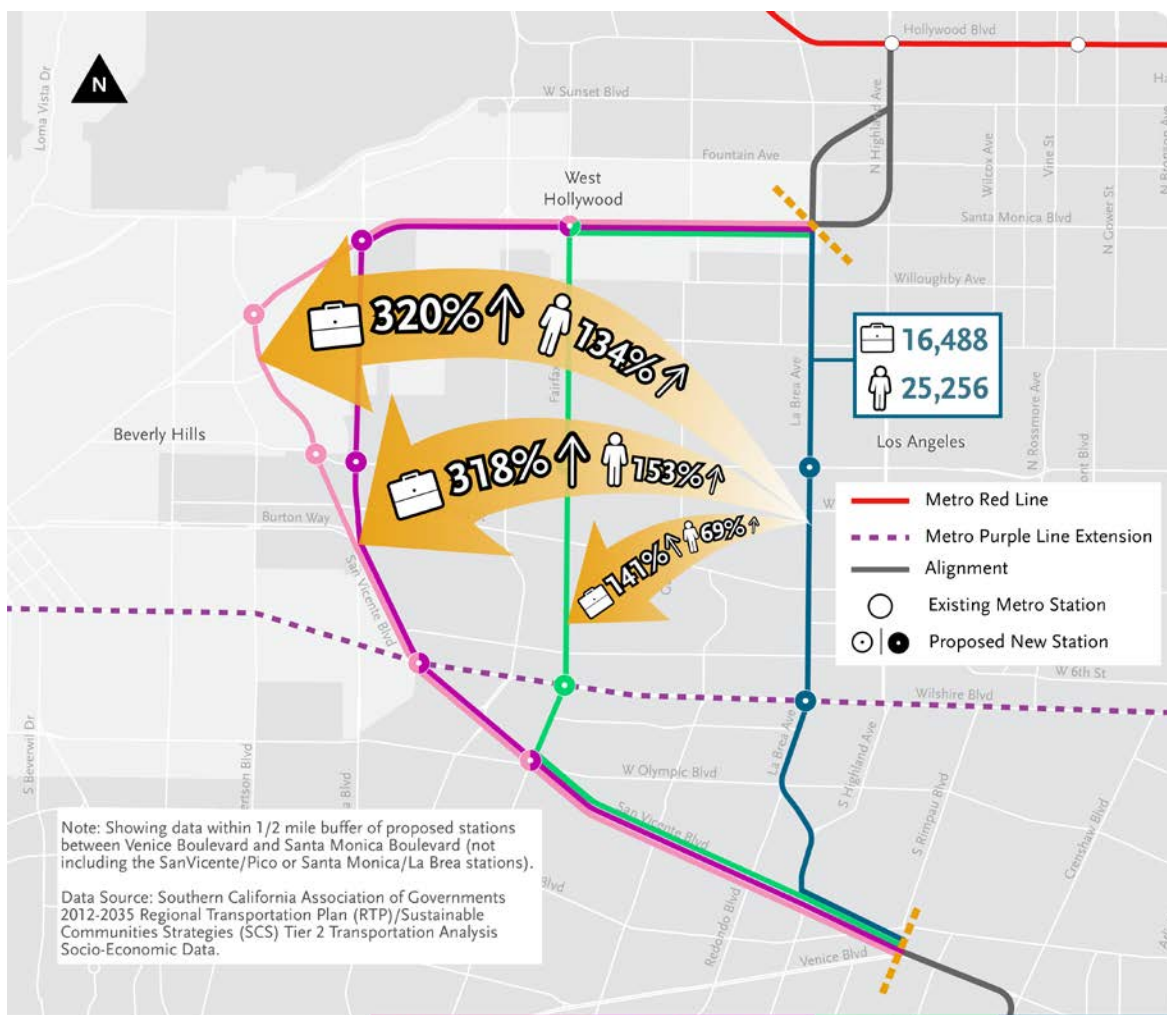 Hollywood Blvd
N
Loma Vista Dr
W Sunset Blvd
N Highland Ave
Wilcox Ave
Vine St
N Gower St
Fountain Ave
West
Hollywood
Santa Monica Blvd
Willoughby Ave
320% ↑ 134% ↑
Fairfax
La Brea Ave
16,488
25,256
Beverly Hills
Los Angeles
N Rossmore Ave
318% ↑ 153% ↑
Burton Way
141% ↑ 69% ↑
San Vicente Blvd
Metro Red Line
Metro Purple Line Extension
Alignment
Existing Metro Station
Proposed New Station
W 6th St
Wilshire Blvd
S Beverwil Dr
La Brea Ave
S Highland Ave
W Olympic Blvd
San Vicente Blvd
S Rimpau Blvd
Crenshaw Blvd
Redondo Blvd
Venice Blvd
Note: Showing data within 1/2 mile buffer of proposed stations
between Venice Boulevard and Santa Monica Boulevard (not
including the SanVicente/Pico or Santa Monica/La Brea stations).
Data Source: Southern California Association of Governments
2012-2035 Regional Transportation Plan (RTP)/Sustainable
Communities Strategies (SCS) Tier 2 Transportation Analysis
Socio-Economic Data.